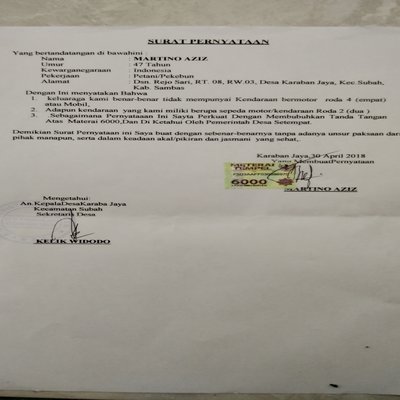 SURAT PERNYATAAN
Yang bertandatangan di bawahini
Nama : MARTINO AZIZ
Umur : 47 Tahun
Kewarganegaraan : Indonesia
Pekerjaan : Petani/Pekebun
Alamat : Dsn. Rejo Sari, RT. 08, RW.03, Desa Karaban Jaya, Kec.Subah,
Kab. Sambas
Dengan Ini menyatakan Bahwa
1. keluaraga kami benar-benar tidak mempunyai Kendaraan bermotor roda 4 (empat)
atau Mobil,
2. Adapun kendaraan yang kami miliki berupa sepeda motor/kendaraan Roda 2 (dua )
3. Sebagaimana Pernyataaan Ini Sayta Perkuat Dengan Membubuhkan Tanda Tangan
Atas Materai 6000,Dan Di Ketahui Oleh Pemerintah Desa Setempat.
Demikian Surat Pernyataan ini Saya buat dengan sebenar-benarnya tanpa adanya unsur paksaan dari
pihak manapun, serta dalam keadaan akal/pikiran dan jasmani yang sehat,
Karaban Jaya 30 April 2018
Yang MembuatPernyataan
METERAI
TEMPEL
6000
MARTINO AZIZ
Mengetahui:
An.KepalaDesaKaraba Jaya
Kecamatan Subah
Sekretaris Desa
KELIK WIDODO